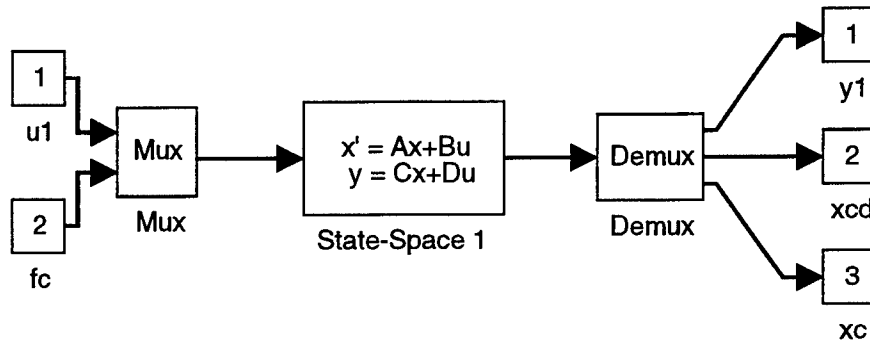 1
u1
2
fc
Mux
Mux
x' = Ax+Bu
y = Cx+Du
State-Space 1
Demux
Demux
1
y1
2
xcd
3
xc